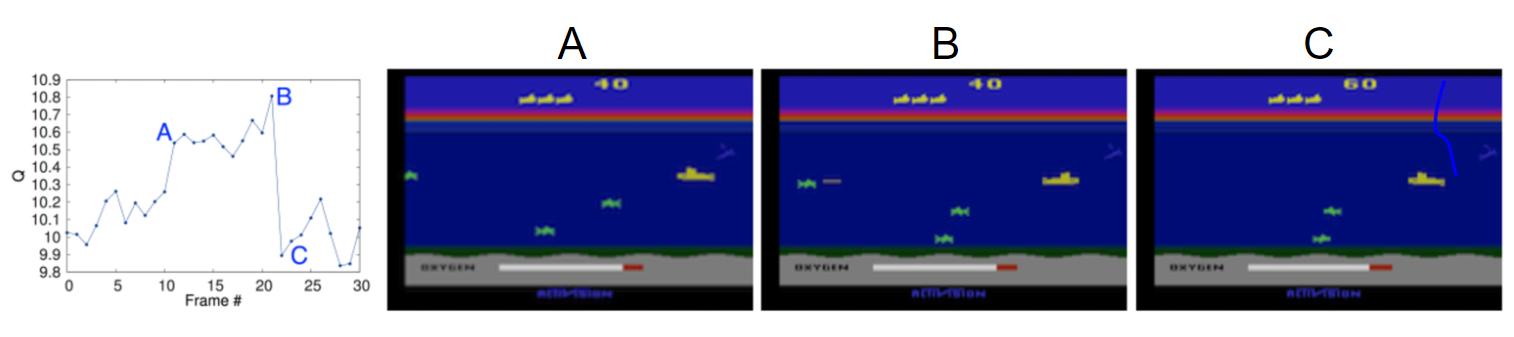 A B C
10.9
10.8
10.7
10.6
10.5
10.4
10.3
10.2
10.1
10
9.9
9.8
Q
A
B
C
0 5 10 15 20 25 30
Frame #
40
OXYGEN
ACTIVISION
40
OXYGEN
ACTIVISION
60
OXYGEN
ACTIVISION